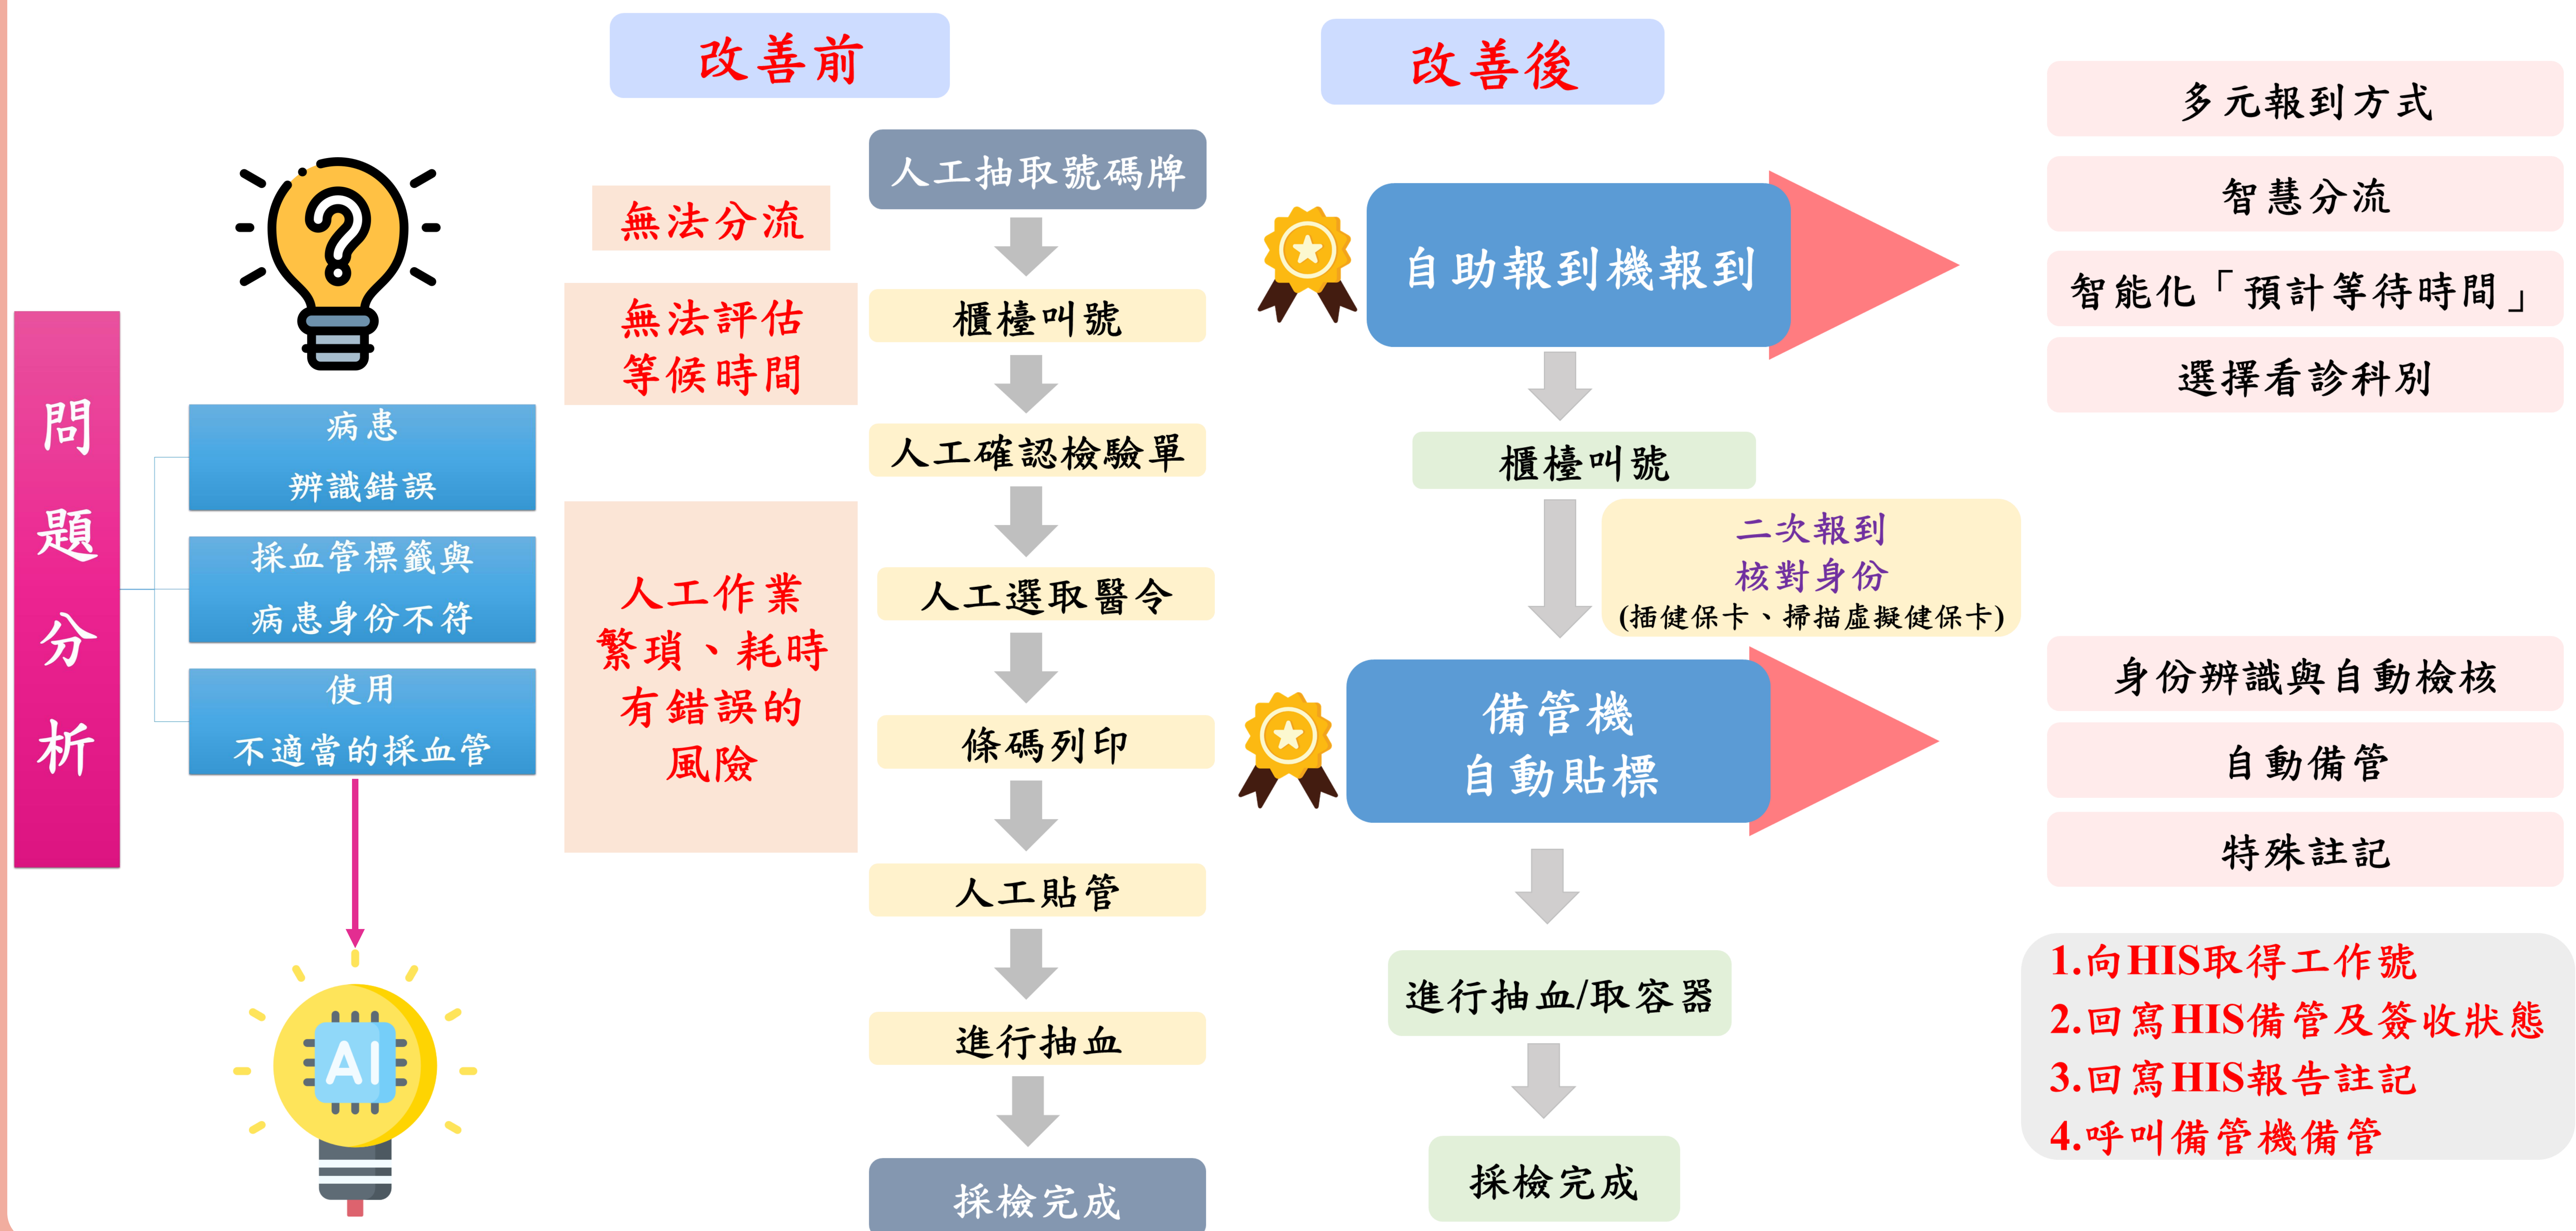 問題分析
病患
辨識錯誤
採血管標籤與
病患身份不符
使用
不適當的採血管
AI
改善前
無法分流
無法評估
等候時間
人工作業
繁瑣、耗時
有錯誤的
風險
人工抽取號碼牌
櫃檯叫號
人工確認檢驗單
人工選取醫令
條碼列印
人工貼管
進行抽血
採檢完成
改善後
自助報到機報到
櫃檯叫號
二次報到
核對身份
(插健保卡、掃描虛擬健保卡)
備管機
自動貼標
進行抽血/取容器
採檢完成
多元報到方式
智慧分流
智能化「預計等待時間」
選擇看診科別
身份辨識與自動檢核
自動備管
特殊註記
1.向HIS取得工作號
2.回寫HIS備管及簽收狀態
3.回寫HIS報告註記
4.呼叫備管機備管